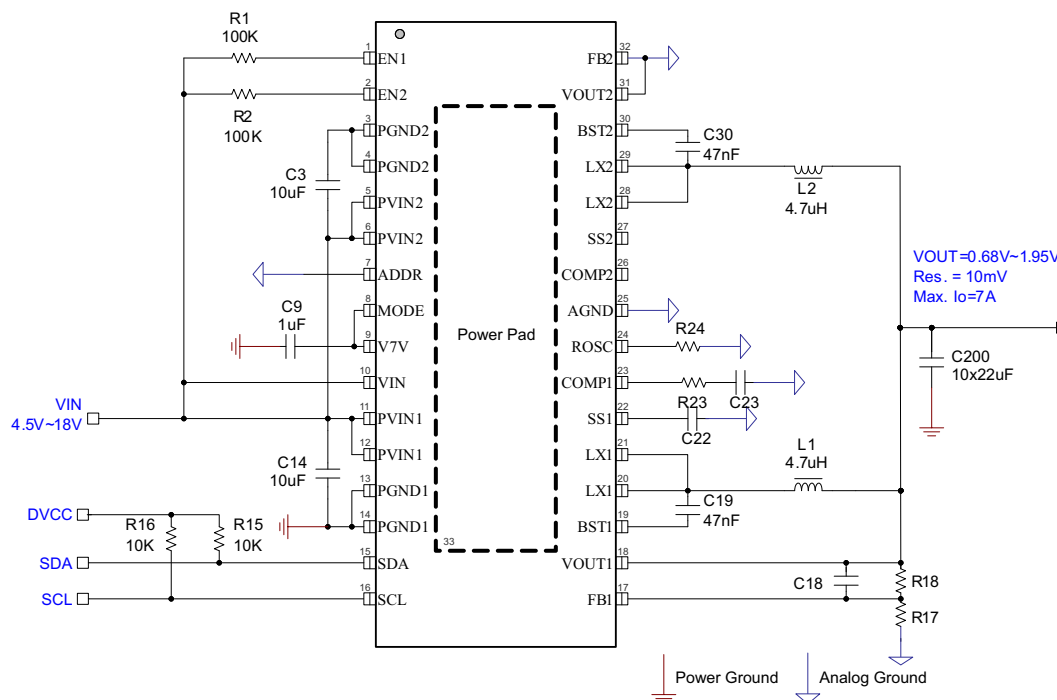 R1
100K
1
EN1
2
EN2
R2
100K
3
PGND2
4
PGND2
C3
10uF
5
PVIN2
6
PVIN2
7
ADDR
8
MODE
C9
1uF
9
V7V
10
VIN
VIN
4.5V~18V
11
PVIN1
12
PVIN1
C14
10uF
13
PGND1
14
PGND1
DVCC
R16
10K
R15
10K
SDA
15
SDA
SCL
16
SCL
Power Pad
33
32
FB2
31
VOUT2
30
BST2
C30
47nF
29
LX2
28
LX2
L2
4.7uH
27
SS2
26
COMP2
25
AGND
24
ROSC
R24
23
COMP1
R23
C23
22
SS1
C22
21
LX1
20
LX1
L1
4.7uH
C19
47nF
19
BST1
18
VOUT1
C18
R18
17
FB1
R17
VOUT=0.68V~1.95V
Res. = 10mV
Max. Io=7A
C200
10x22uF
Power Ground
Analog Ground